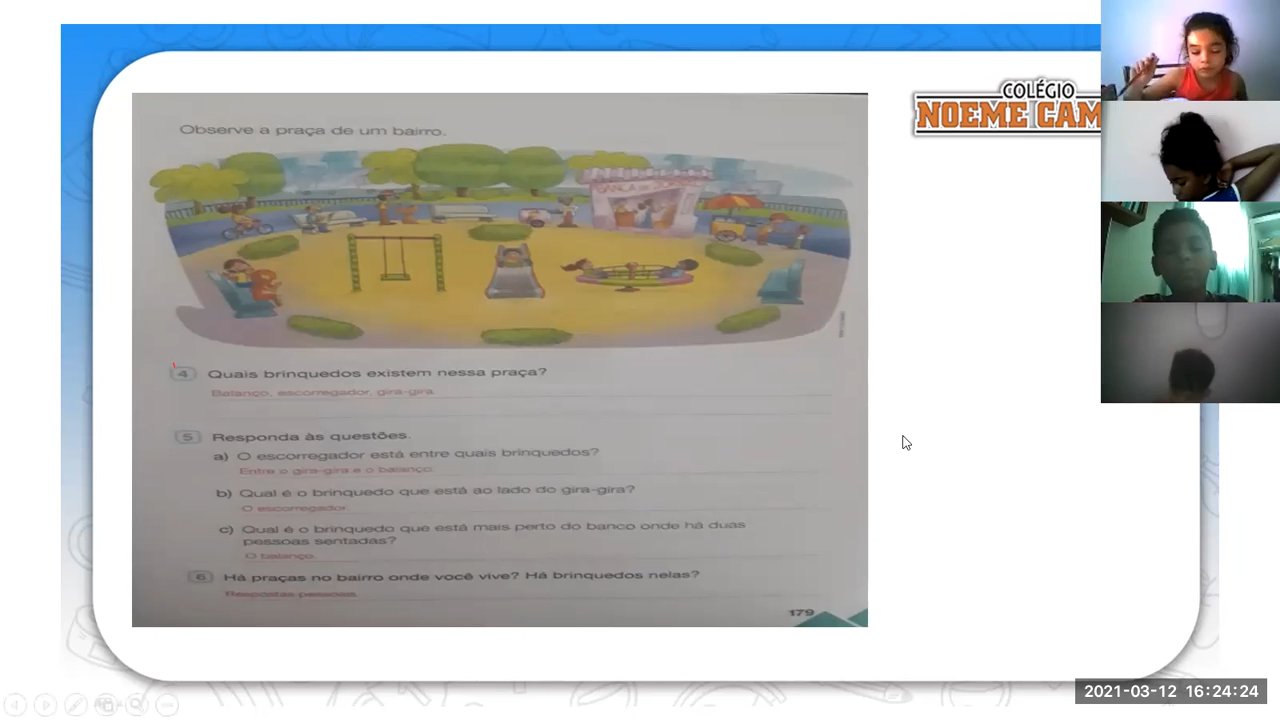 COLÉGIO
NOEME CAM
Observe a praça de um bairro.
BANCA DE
4 Quais brinquedos existem nessa praça?
Balanço, escorregador, gira-gira.
5 Responda às questões.
a) O escorregador está entre quais brinquedos?
Entre o gira-gira e o balanço.
b) Qual é o brinquedo que está ao lado do gira-gira?
O escorregador.
c) Qual é o brinquedo que está mais perto do banco onde há duas
pessoas sentadas?
O balanço.
6 Há praças no bairro onde você vive? Há brinquedos nelas?
Respostas pessoais.
179
2021-03-12 16:24:24